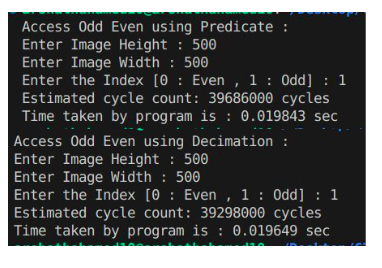 Access Odd Even using Predicate :
Enter Image Height : 500
Enter Image Width : 500
Enter the Index [0 : Even , 1 : Odd] : 1
Estimated cycle count: 39686000 cycles
Time taken by program is : 0.019843 sec
Access Odd Even using Decimation :
Enter Image Height : 500
Enter Image Width : 500
Enter the Index [0 : Even , 1 : Odd] : 1
Estimated cycle count: 39298000 cycles
Time taken by program is : 0.019649 sec